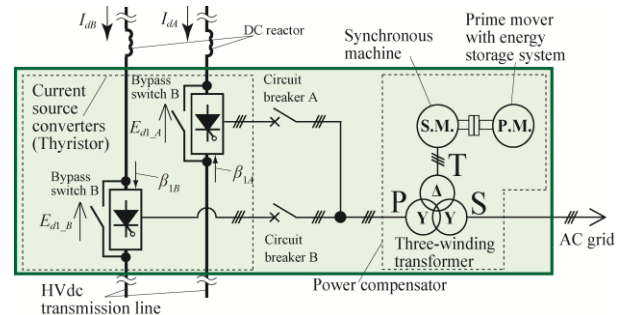 I_dB
I_dA
DC reactor
Synchronous
machine
Prime mover
with energy
storage system
Current
source
converters
(Thyristor)
Bypass
switch B
E_d1_A
β_1A
Circuit
breaker A
S.M.
P.M.
T
Bypass
switch B
E_d1_B
β_1B
Circuit
breaker B
P
Δ
Y
Y
S
Three-winding
transformer
AC grid
Power compensator
HVdc
transmission line